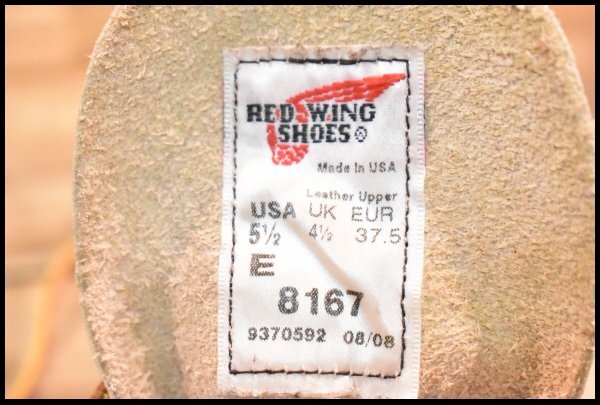 RED WING
SHOES®
Made in USA
Leather Upper
USA UK EUR
5½ 4½ 37.5
E
8167
9370592 08/08